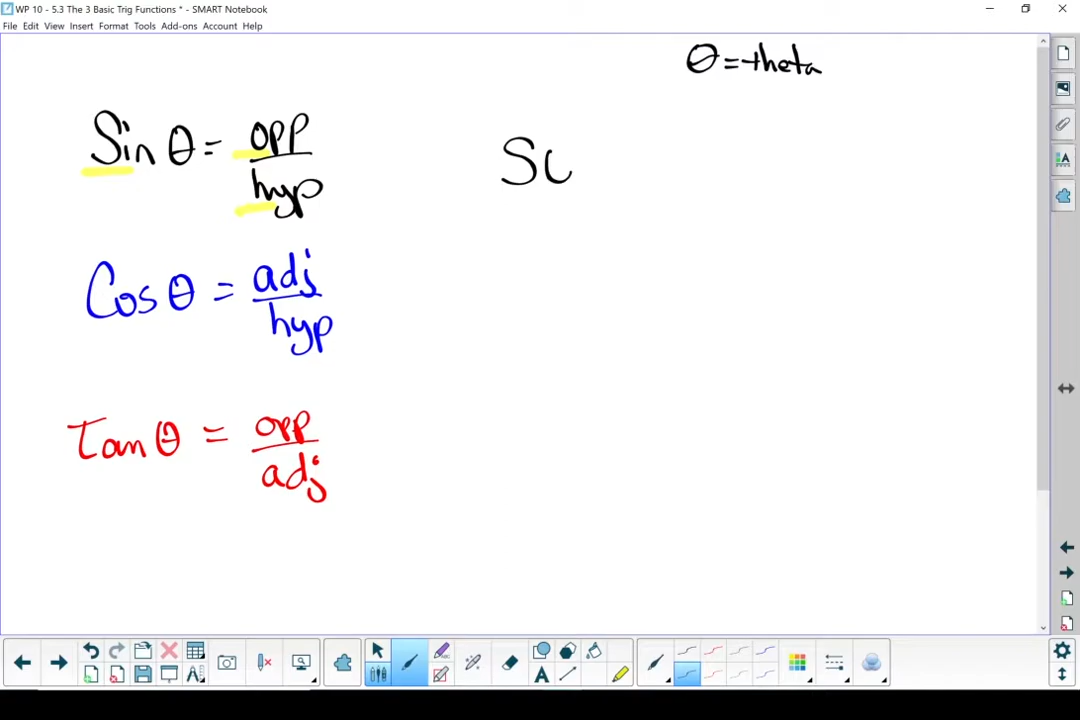 WP 10 - 5.3 The 3 Basic Trig Functions * - SMART Notebook
File Edit View Insert Format Tools Add-ons Account Help
θ = theta
Sin θ = opp
hyp
Cos θ = adj
hyp
Tan θ = opp
adj